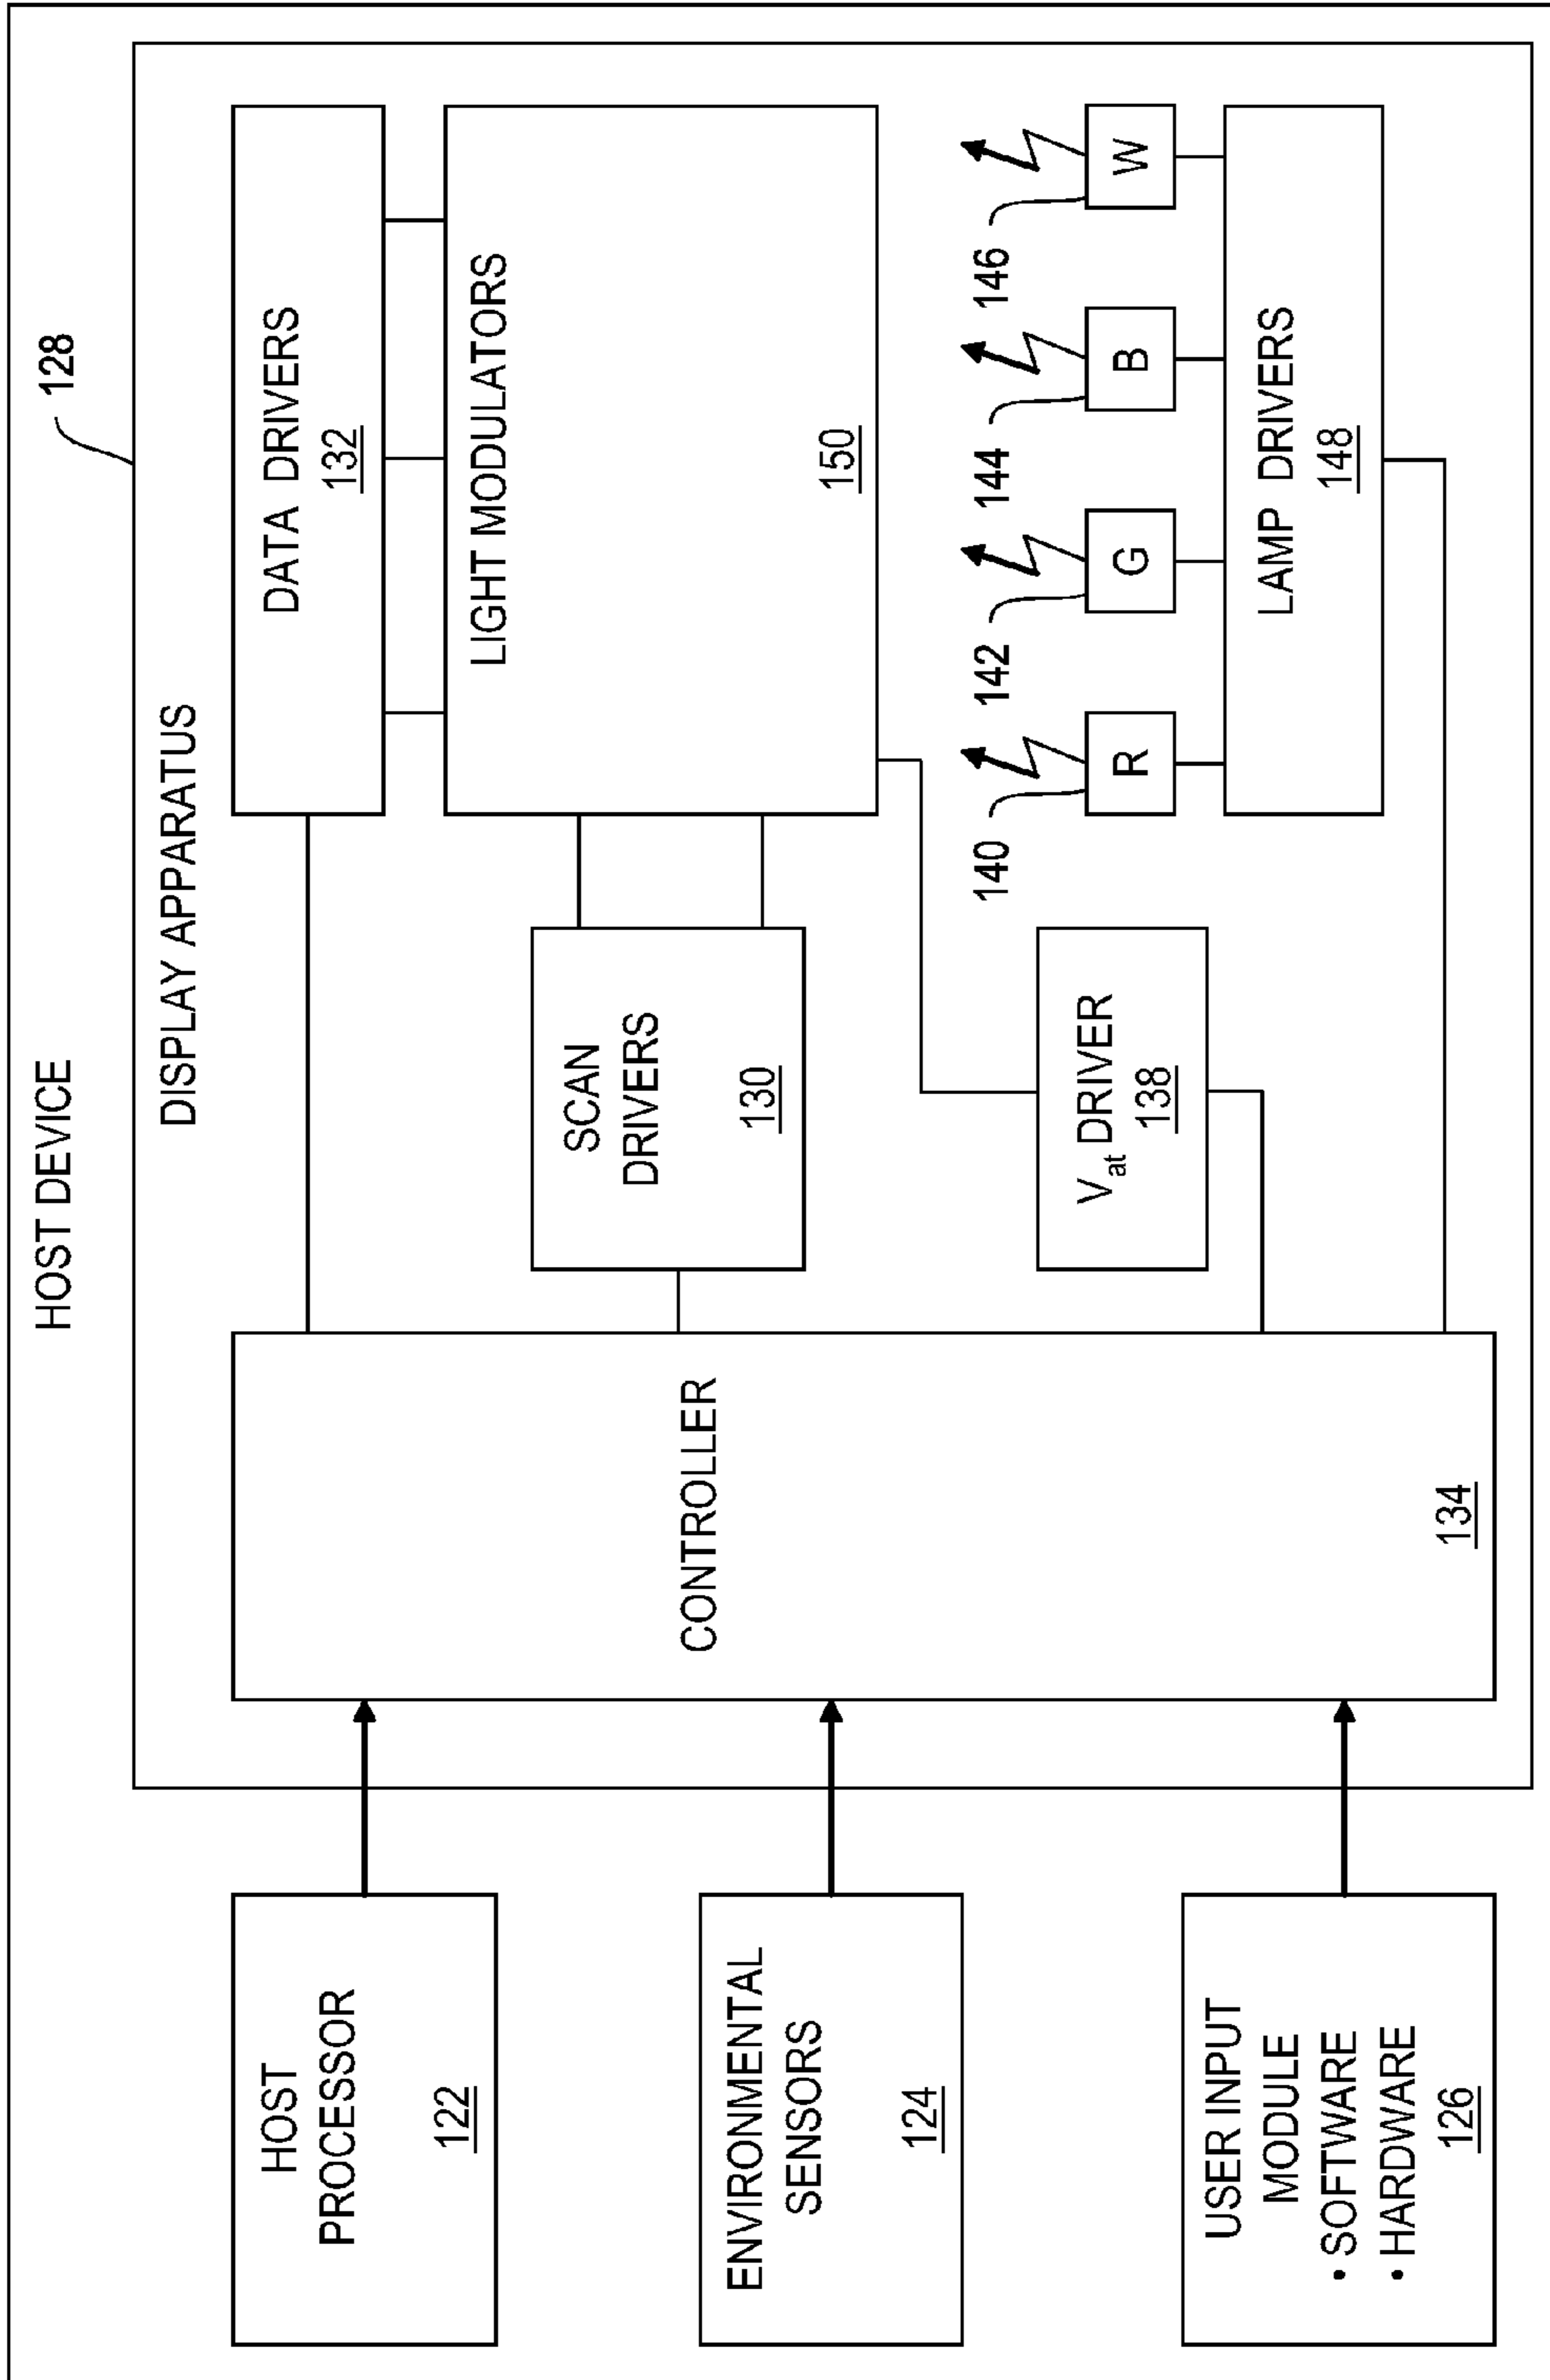 HOST DEVICE
128
DISPLAY APPARATUS
HOST
PROCESSOR
122
ENVIRONMENTAL
SENSORS
124
USER INPUT
MODULE
• SOFTWARE
• HARDWARE
126
CONTROLLER
134
SCAN
DRIVERS
130
Vat DRIVER
138
DATA DRIVERS
132
LIGHT MODULATORS
150
140
142
144
146
R
G
B
W
LAMP DRIVERS
148